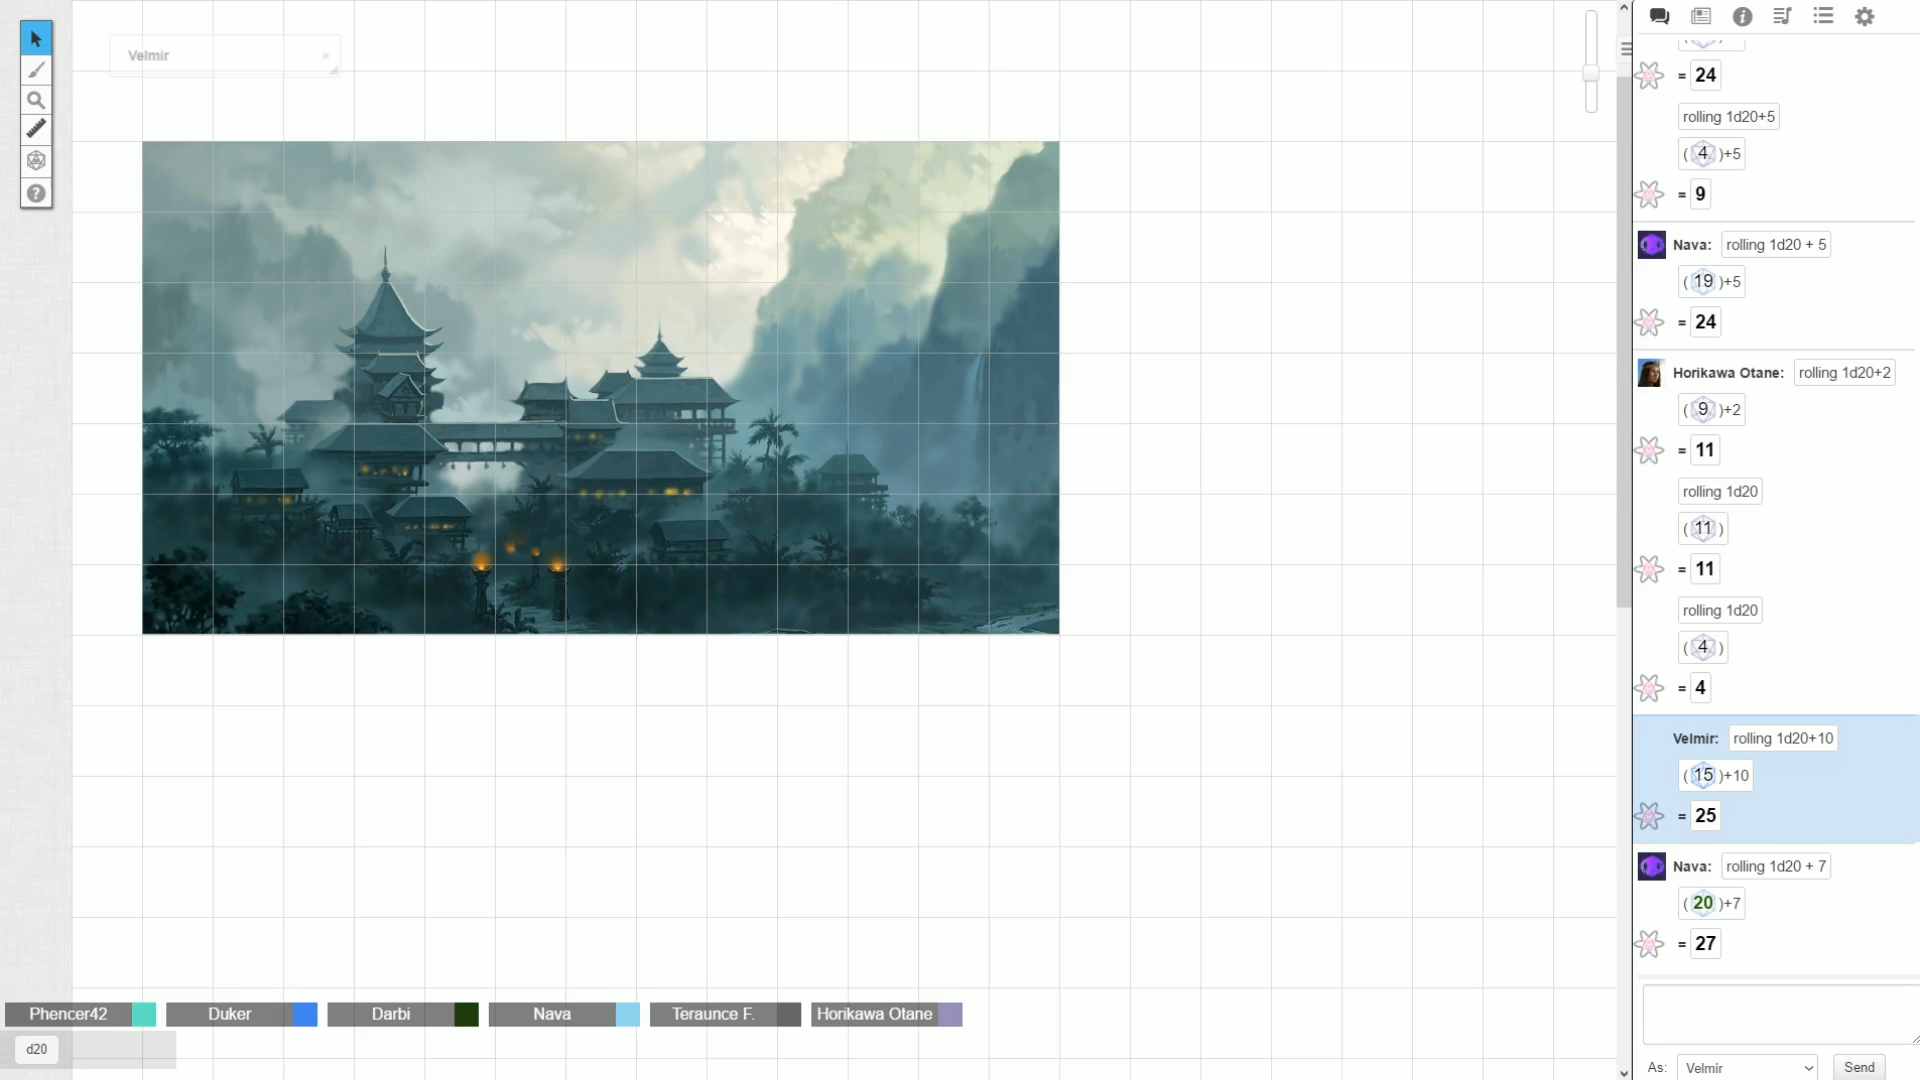 Velmir
= 24
rolling 1d20+5
(4)+5
= 9
Nava: rolling 1d20 + 5
(19)+5
= 24
Horikawa Otane: rolling 1d20+2
(9)+2
= 11
rolling 1d20
(11)
= 11
rolling 1d20
(4)
= 4
Velmir: rolling 1d20+10
(15)+10
= 25
Nava: rolling 1d20 + 7
(20)+7
= 27
Phencer42 Duker Darbi Nava Teraunce F. Horikawa Otane
d20
As: Velmir Send